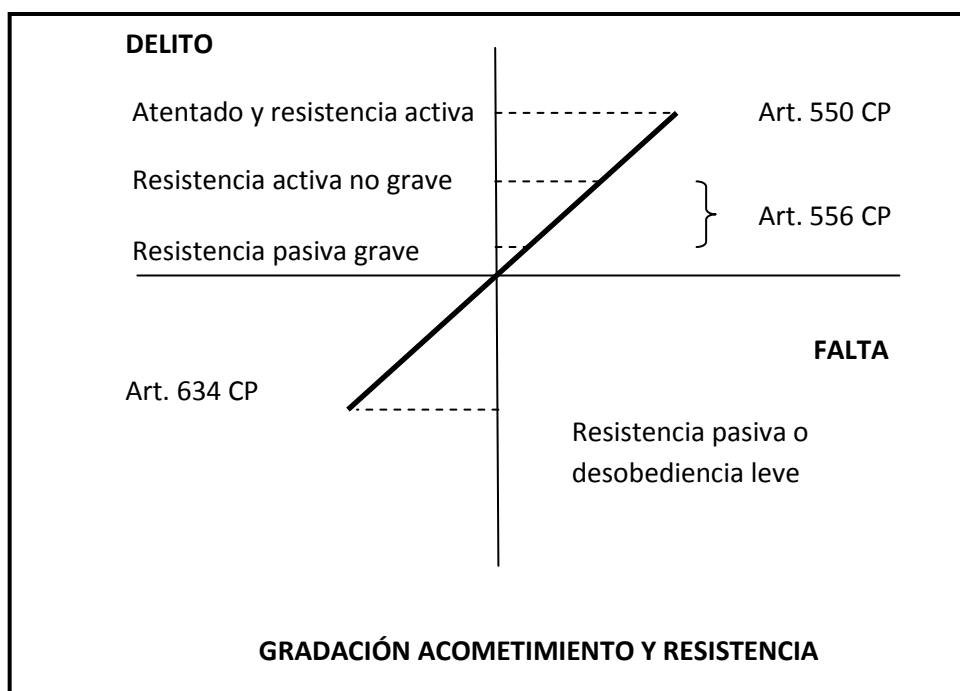 DELITO
Atentado y resistencia activa
Art. 550 CP
Resistencia activa no grave
Art. 556 CP
Resistencia pasiva grave
FALTA
Art. 634 CP
Resistencia pasiva o
desobediencia leve
GRADACIÓN ACOMETIMIENTO Y RESISTENCIA